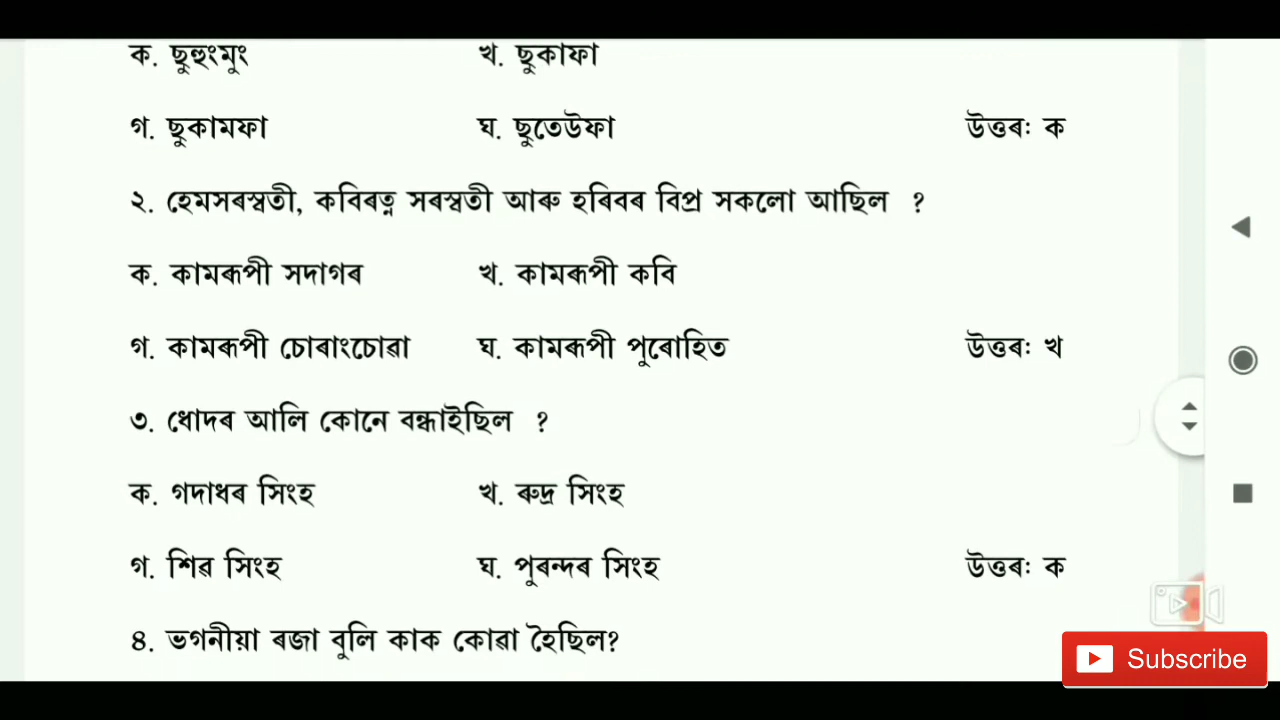 ক. ছুহুংমুং খ. ছুকাফা
গ. ছুকামফা ঘ. ছুতেউফা উত্তৰঃ ক
২. হেমসৰস্বতী, কবিৰত্ন সৰস্বতী আৰু হৰিবৰ বিপ্ৰ সকলো আছিল ?
ক. কামৰূপী সদাগৰ খ. কামৰূপী কবি
গ. কামৰূপী চোৰাংচোৱা ঘ. কামৰূপী পুৰোহিত উত্তৰঃ খ
৩. ধোদৰ আলি কোনে বন্ধাইছিল ?
ক. গদাধৰ সিংহ খ. ৰুদ্ৰ সিংহ
গ. শিৱ সিংহ ঘ. পুৰন্দৰ সিংহ উত্তৰঃ ক
৪. ভগনীয়া ৰজা বুলি কাক কোৱা হৈছিল?
Subscribe